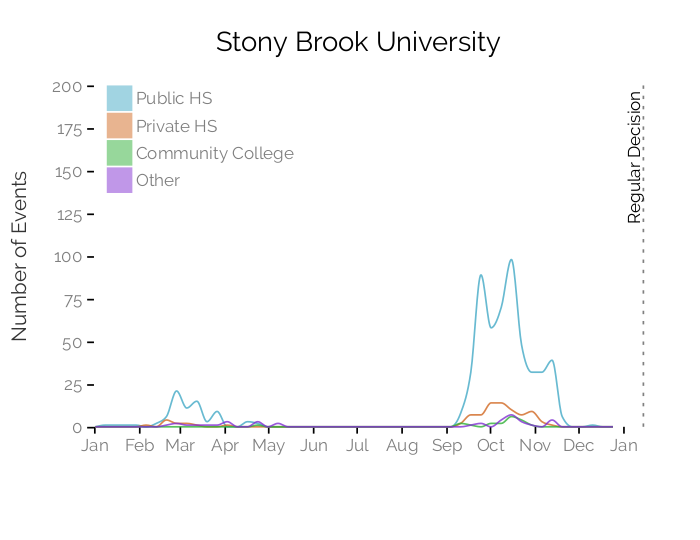 Stony Brook University
Number of Events
200
175
150
125
100
75
50
25
0
Public HS
Private HS
Community College
Other
Regular Decision
Jan Feb Mar Apr May Jun Jul Aug Sep Oct Nov Dec Jan